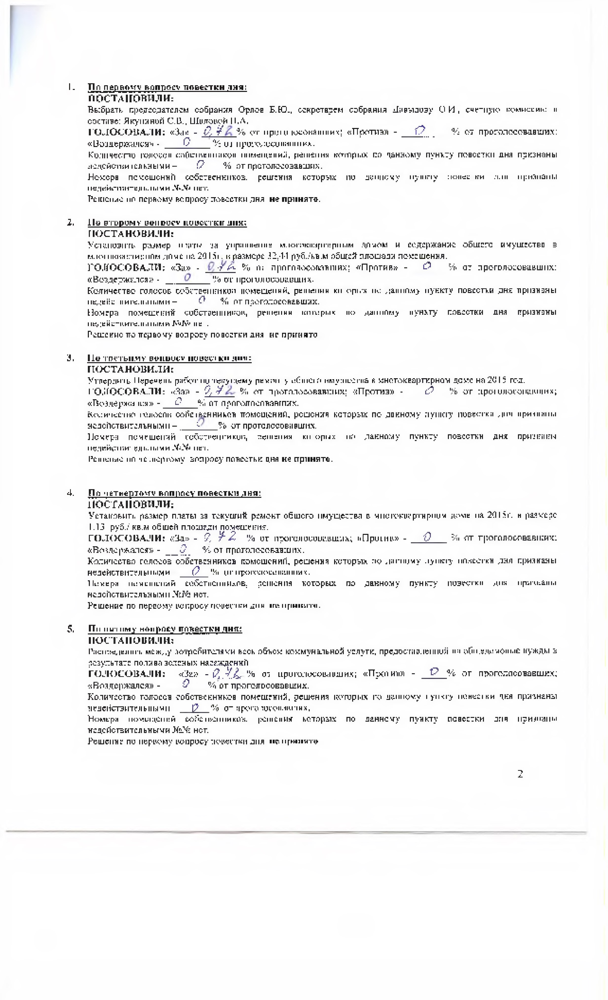 1. По первому вопросу повестки дня:
ПОСТАНОВИЛИ:
Выбрать председателем собрания Орлов Б.Ю., секретарем собрания Давыдову О.И., счетную комиссию в
составе: Якуниной С.В., Шиловой Н.А.
ГОЛОСОВАЛИ: «За» - 0,72 % от проголосовавших; «Против» - 0 % от проголосовавших;
«Воздержался» - 0 % от проголосовавших.
Количество голосов собственников помещений, решения которых по данному пункту повестки дня признаны
недействительными – 0 % от проголосовавших.
Номера помещений собственников, решения которых по данному пункту повестки дня признаны
недействительными №№ нет.
Решение по первому вопросу повестки дня не принято.
2. По второму вопросу повестки дня:
ПОСТАНОВИЛИ:
Установить размер платы за управление многоквартирным домом и содержание общего имущества в
многоквартирном доме на 2015г. в размере 32,44 руб./кв.м общей площади помещения.
ГОЛОСОВАЛИ: «За» - 0,72 % от проголосовавших; «Против» - 0 % от проголосовавших;
«Воздержался» - 0 % от проголосовавших.
Количество голосов собственников помещений, решения которых по данному пункту повестки дня признаны
недействительными – 0 % от проголосовавших.
Номера помещений собственников, решения которых по данному пункту повестки дня признаны
недействительными №№ нет.
Решение по первому вопросу повестки дня не принято
3. По третьему вопросу повестки дня:
ПОСТАНОВИЛИ:
Утвердить Перечень работ по текущему ремонту общего имущества в многоквартирном доме на 2015 год.
ГОЛОСОВАЛИ: «За» - 0,72 % от проголосовавших; «Против» - 0 % от проголосовавших;
«Воздержался» - 0 % от проголосовавших.
Количество голосов собственников помещений, решения которых по данному пункту повестки дня признаны
недействительными – 0 % от проголосовавших.
Номера помещений собственников, решения которых по данному пункту повестки дня признаны
недействительными №№ нет.
Решение по четвертому вопросу повестки дня не принято.
4. По четвертому вопросу повестки дня:
ПОСТАНОВИЛИ:
Установить размер платы за текущий ремонт общего имущества в многоквартирном доме на 2015г. в размере
1.13 руб./ кв.м общей площади помещения.
ГОЛОСОВАЛИ: «За» - 0,72 % от проголосовавших; «Против» - 0 % от проголосовавших;
«Воздержался» - 0 % от проголосовавших.
Количество голосов собственников помещений, решения которых по данному пункту повестки дня признаны
недействительными 0 % от проголосовавших.
Номера помещений собственников, решения которых по данному пункту повестки дня признаны
недействительными №№ нет.
Решение по первому вопросу повестки дня не принято.
5. По пятому вопросу повестки дня:
ПОСТАНОВИЛИ:
Распределить между потребителями весь объем коммунальной услуги, предоставленной на общедомовые нужды в
результате полива зеленых насаждений
ГОЛОСОВАЛИ: «За» - 0,72 % от проголосовавших; «Против» - 0 % от проголосовавших;
«Воздержался» - 0 % от проголосовавших.
Количество голосов собственников помещений, решения которых по данному пункту повестки дня признаны
недействительными 0 % от проголосовавших.
Номера помещений собственников, решения которых по данному пункту повестки дня признаны
недействительными №№ нет.
Решение по первому вопросу повестки дня не принято
2